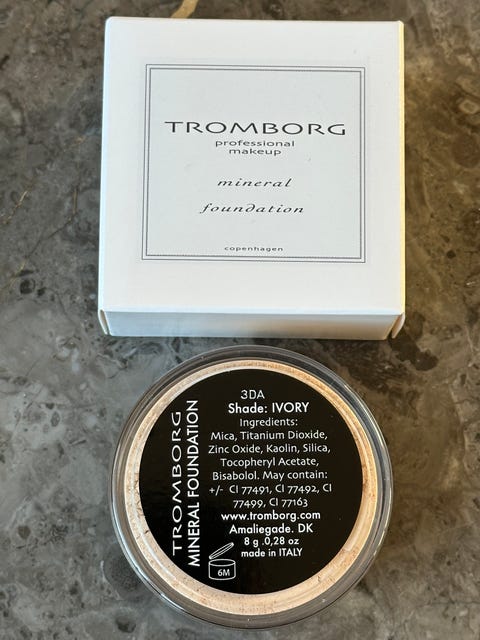 TROMBORG
professional
makeup
mineral
foundation
copenhagen
TROMBORG
MINERAL FOUNDATION
3DA
Shade: IVORY
Ingredients:
Mica, Titanium Dioxide,
Zinc Oxide, Kaolin, Silica,
Tocopheryl Acetate,
Bisabolol. May contain:
+/- CI 77491, CI 77492, CI
77499, CI 77163
www.tromborg.com
Amaliegade. DK
8 g .0,28 oz
made in ITALY
6M